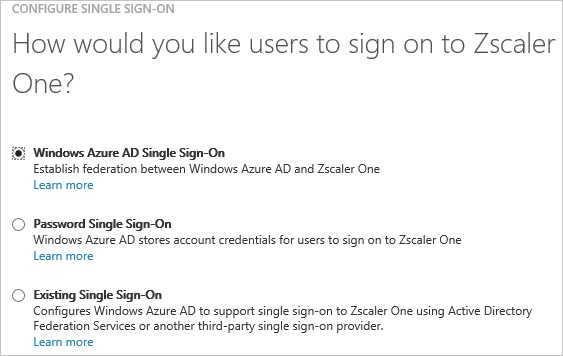 CONFIGURE SINGLE SIGN-ON
How would you like users to sign on to Zscaler
One?
Windows Azure AD Single Sign-On
Establish federation between Windows Azure AD and Zscaler One
Learn more
Password Single Sign-On
Windows Azure AD stores account credentials for users to sign on to Zscaler One
Learn more
Existing Single Sign-On
Configures Windows Azure AD to support single sign-on to Zscaler One using Active Directory
Federation Services or another third-party single sign-on provider.
Learn more